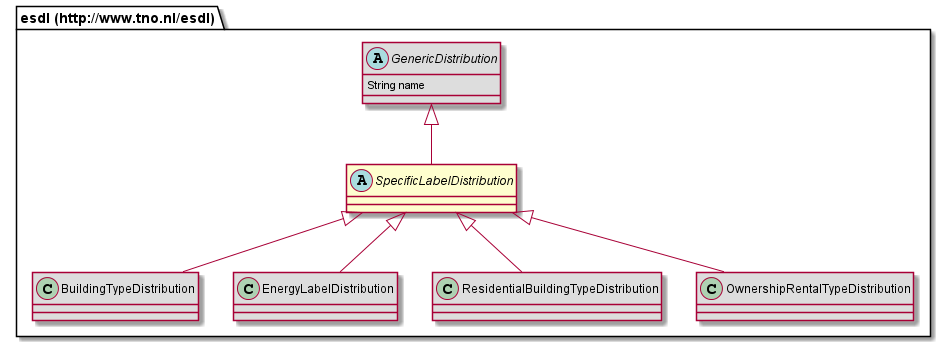 esdl (http://www.tno.nl/esdl)
A GenericDistribution
String name
A SpecificLabelDistribution
C BuildingTypeDistribution
C EnergyLabelDistribution
C ResidentialBuildingTypeDistribution
C OwnershipRentalTypeDistribution